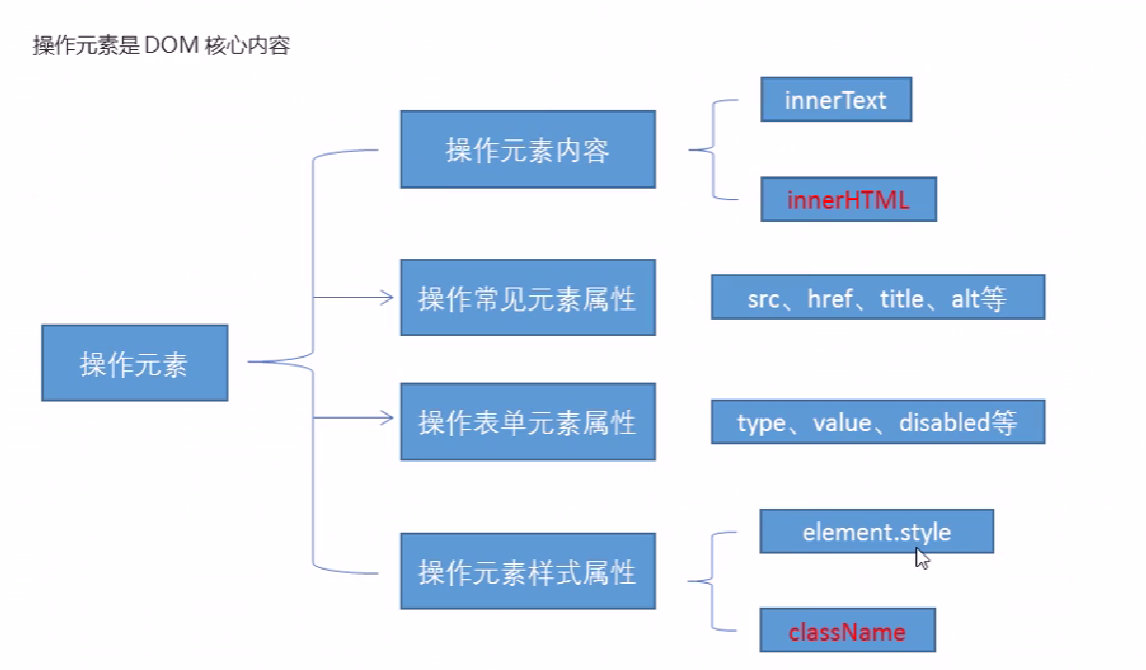 操作元素是 DOM 核心内容
操作元素
操作元素内容
innerText
innerHTML
操作常见元素属性
src、href、title、alt等
操作表单元素属性
type、value、disabled等
操作元素样式属性
element.style
className